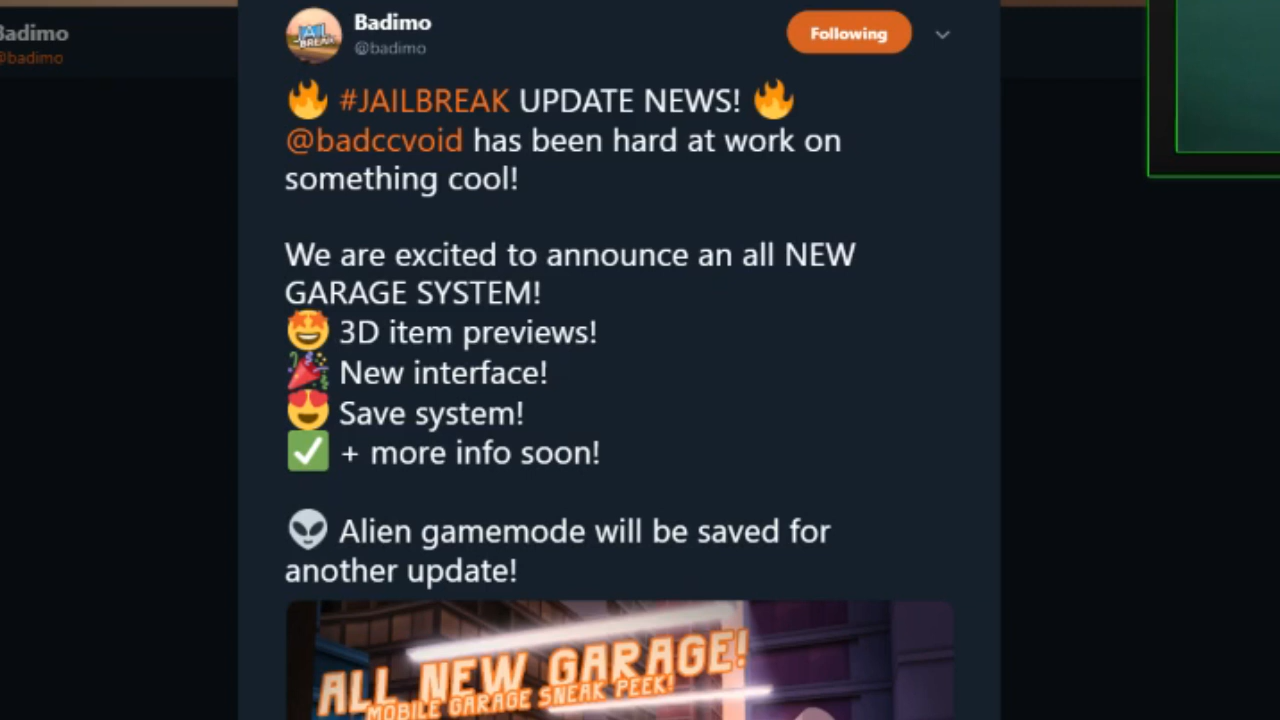 Badimo
@badimo
Badimo
@badimo
Following
🔥 #JAILBREAK UPDATE NEWS! 🔥
@badccvoid has been hard at work on
something cool!
We are excited to announce an all NEW
GARAGE SYSTEM!
🤩 3D item previews!
🎉 New interface!
😍 Save system!
✅ + more info soon!
👽 Alien gamemode will be saved for
another update!
ALL NEW GARAGE!
MOBILE GARAGE SNEAK PEEK!